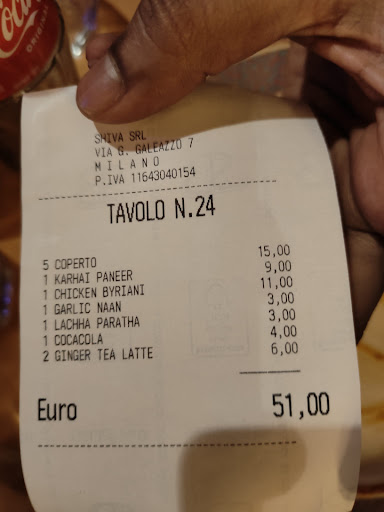 Coca
ORIGINAL
SHIVA SRL
VIA G. GALEAZZO 7
M I L A N O
P.IVA 11643040154
TAVOLO N.24
5 COPERTO 15,00
1 KARHAI PANEER 9,00
1 CHICKEN BYRIANI 11,00
1 GARLIC NAAN 3,00
1 LACHHA PARATHA 3,00
1 COCACOLA 4,00
2 GINGER TEA LATTE 6,00
Euro 51,00